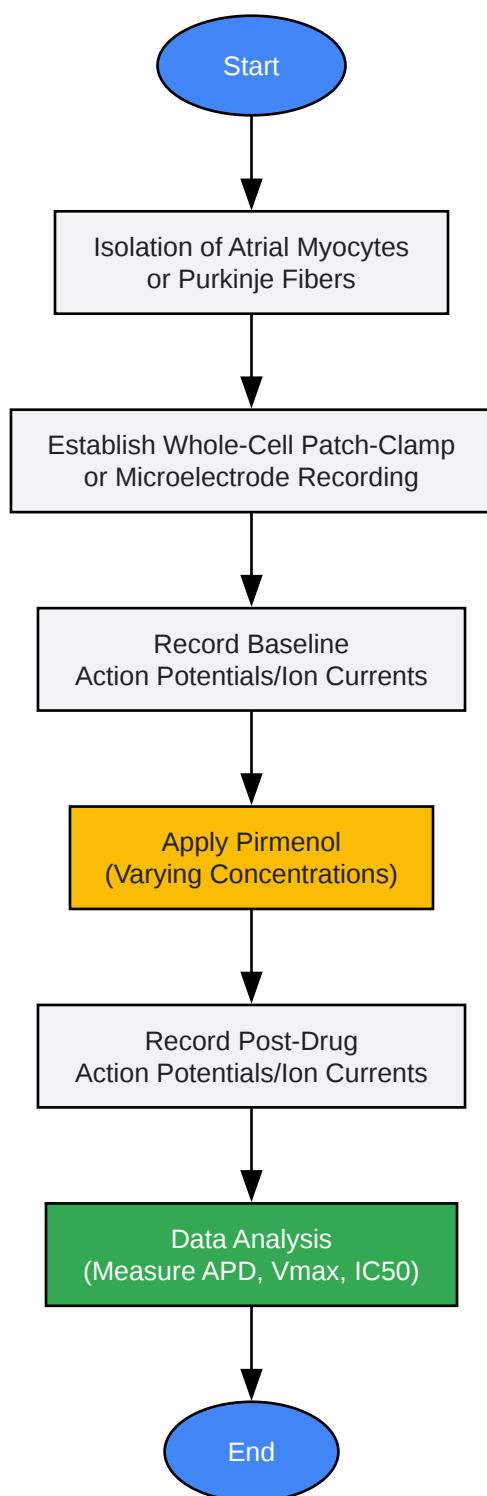 Start
Isolation of Atrial Myocytes
or Purkinje Fibers
Establish Whole-Cell Patch-Clamp
or Microelectrode Recording
Record Baseline
Action Potentials/Ion Currents
Apply Pirmenol
(Varying Concentrations)
Record Post-Drug
Action Potentials/Ion Currents
Data Analysis
(Measure APD, Vmax, IC50)
End